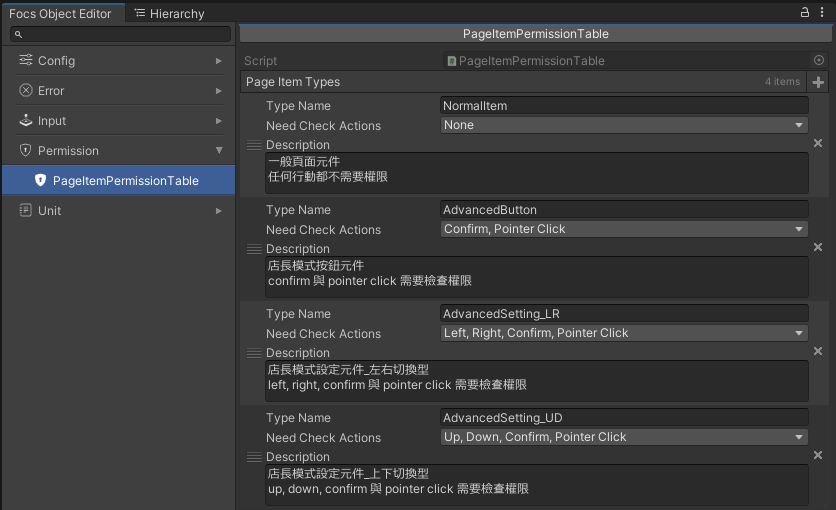 Focs Object Editor
Hierarchy
Config
Error
Input
Permission
PageItemPermissionTable
Unit
PageItemPermissionTable
Script
PageItemPermissionTable
Page Item Types
4 items
Type Name
NormalItem
Need Check Actions
None
Description
一般頁面元件
任何行動都不需要權限
Type Name
AdvancedButton
Need Check Actions
Confirm, Pointer Click
Description
店長模式按鈕元件
confirm 與 pointer click 需要檢查權限
Type Name
AdvancedSetting_LR
Need Check Actions
Left, Right, Confirm, Pointer Click
Description
店長模式設定元件_左右切換型
left, right, confirm 與 pointer click 需要檢查權限
Type Name
AdvancedSetting_UD
Need Check Actions
Up, Down, Confirm, Pointer Click
Description
店長模式設定元件_上下切換型
up, down, confirm 與 pointer click 需要檢查權限